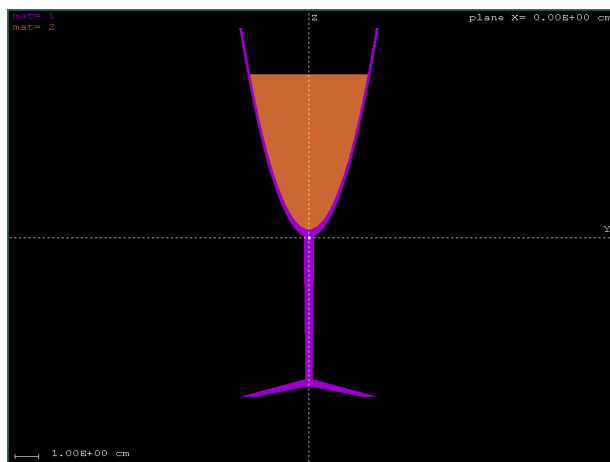 mat= 1
mat= 2
z
plane X= 0.00E+00 cm
Y
1.00E+00 cm